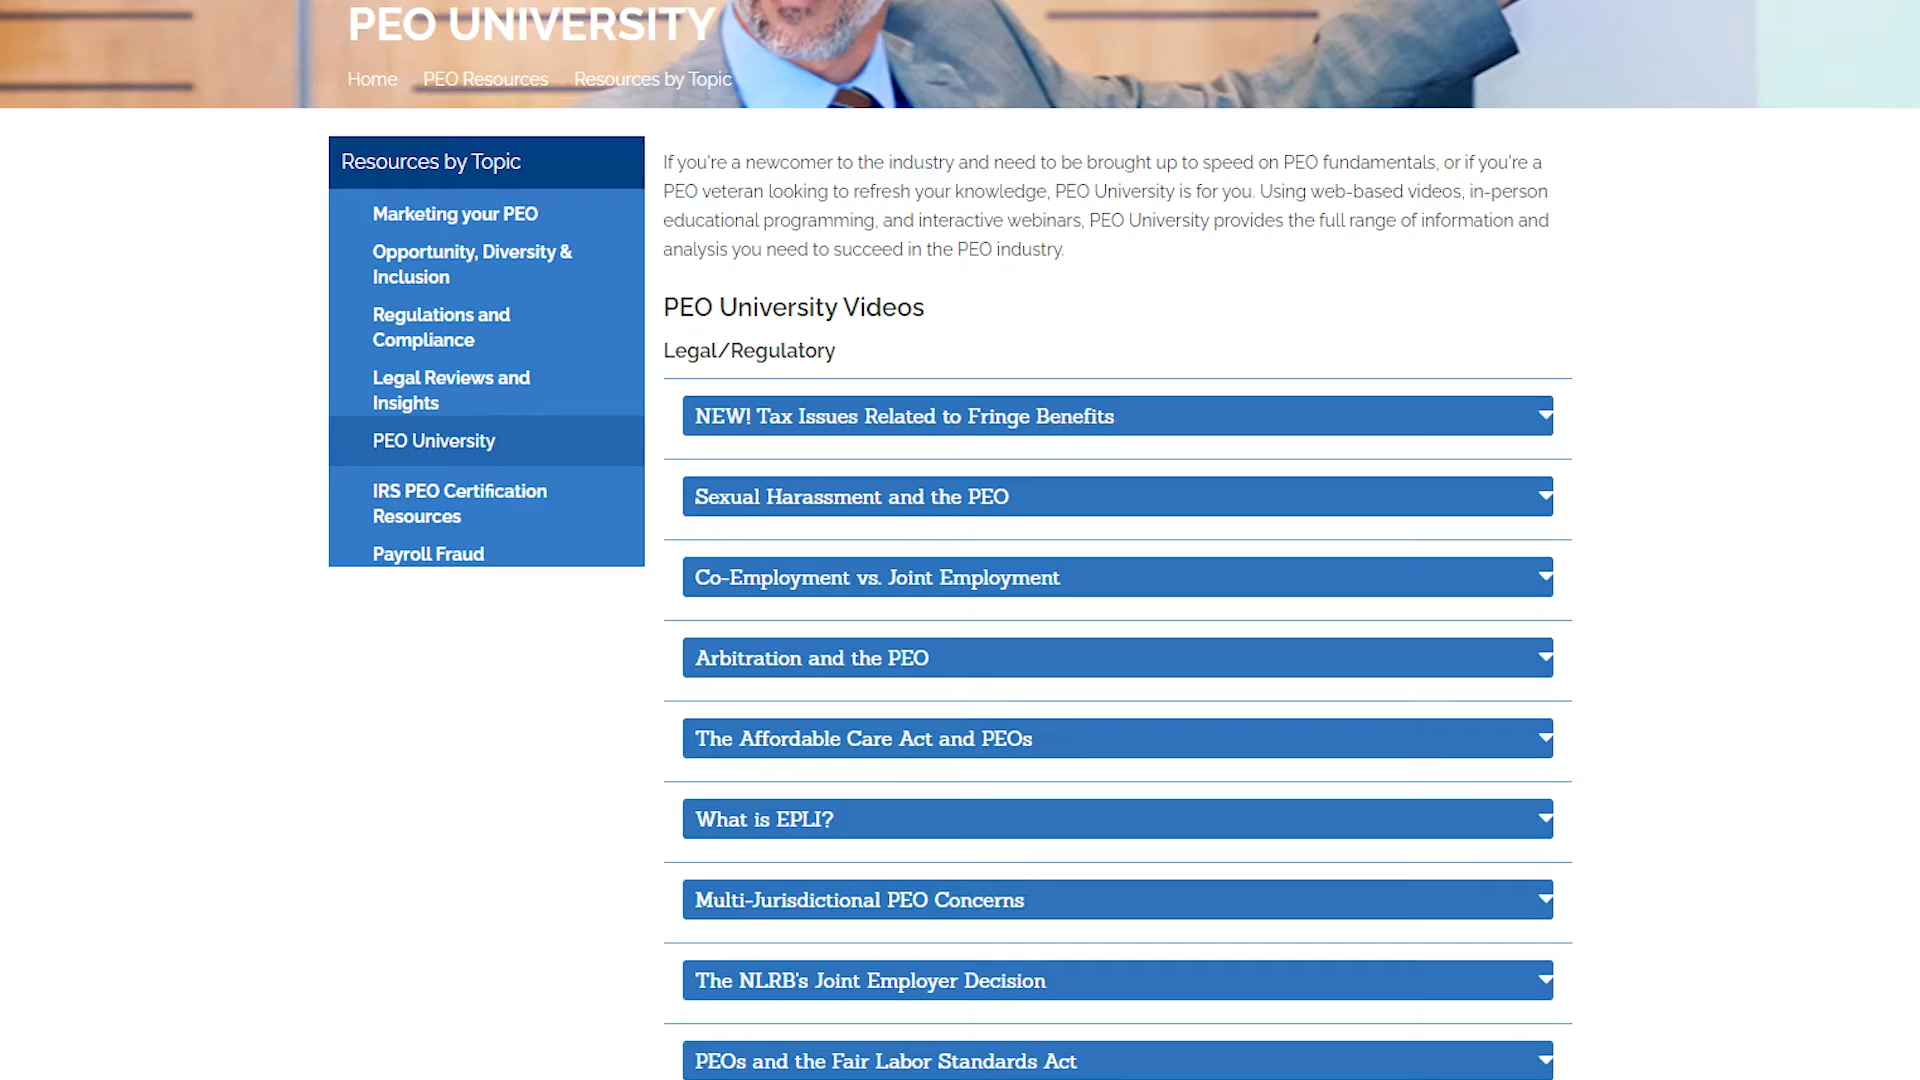 PEO UNIVERSITY
Home PEO Resources Resources by Topic
Resources by Topic
Marketing your PEO
Opportunity, Diversity &
Inclusion
Regulations and
Compliance
Legal Reviews and
Insights
PEO University
IRS PEO Certification
Resources
Payroll Fraud
If you're a newcomer to the industry and need to be brought up to speed on PEO fundamentals, or if you're a
PEO veteran looking to refresh your knowledge, PEO University is for you. Using web-based videos, in-person
educational programming, and interactive webinars, PEO University provides the full range of information and
analysis you need to succeed in the PEO industry.
PEO University Videos
Legal/Regulatory
NEW! Tax Issues Related to Fringe Benefits
Sexual Harassment and the PEO
Co-Employment vs. Joint Employment
Arbitration and the PEO
The Affordable Care Act and PEOs
What is EPLI?
Multi-Jurisdictional PEO Concerns
The NLRB's Joint Employer Decision
PEOs and the Fair Labor Standards Act